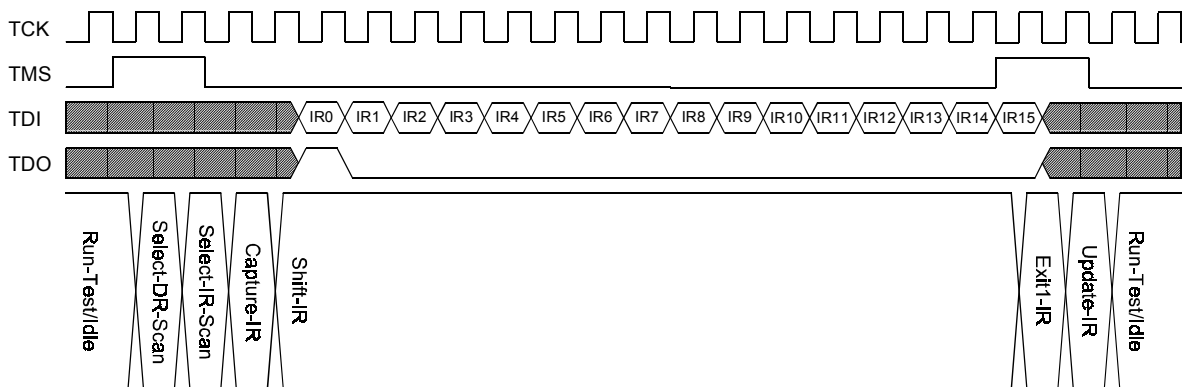 TCK
TMS
TDI
IR0 IR1 IR2 IR3 IR4 IR5 IR6 IR7 IR8 IR9 IR10 IR11 IR12 IR13 IR14 IR15
TDO
Run-Test/Idle
Select-DR-Scan
Select-IR-Scan
Capture-IR
Shift-IR
Exit1-IR
Update-IR
Run-Test/Idle